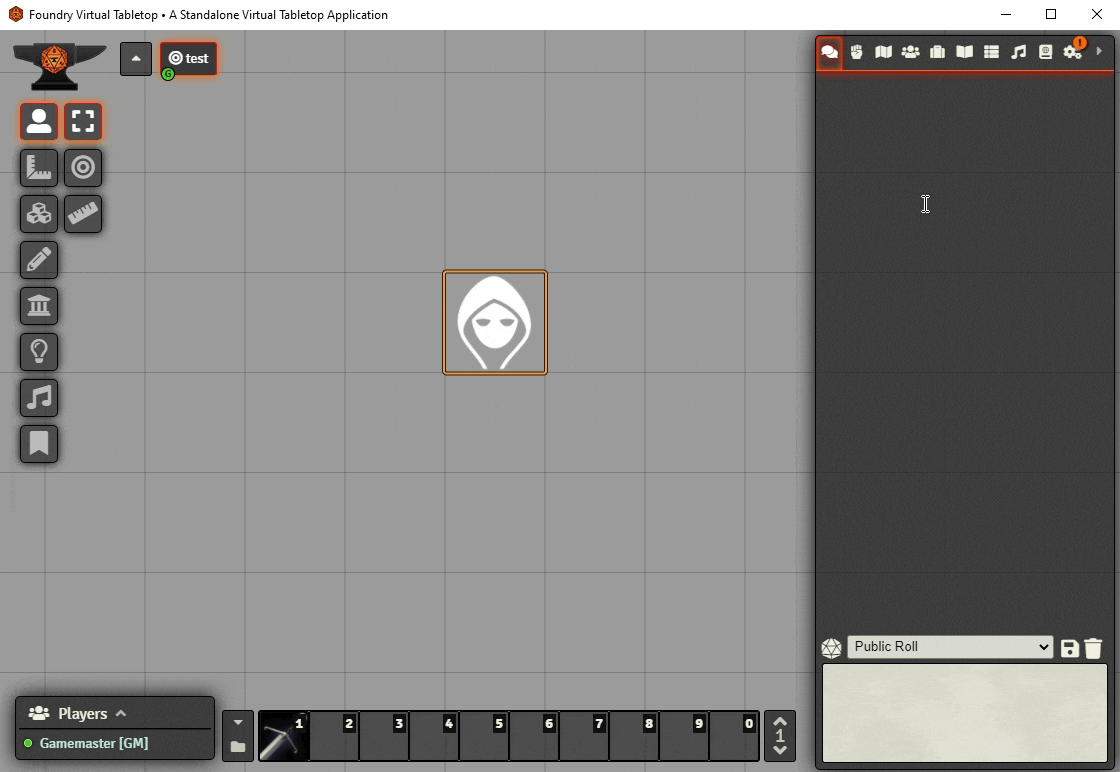 Foundry Virtual Tabletop • A Standalone Virtual Tabletop Application
test
G
!
Public Roll
Players
Gamemaster [GM]
1 2 3 4 5 6 7 8 9 0
1